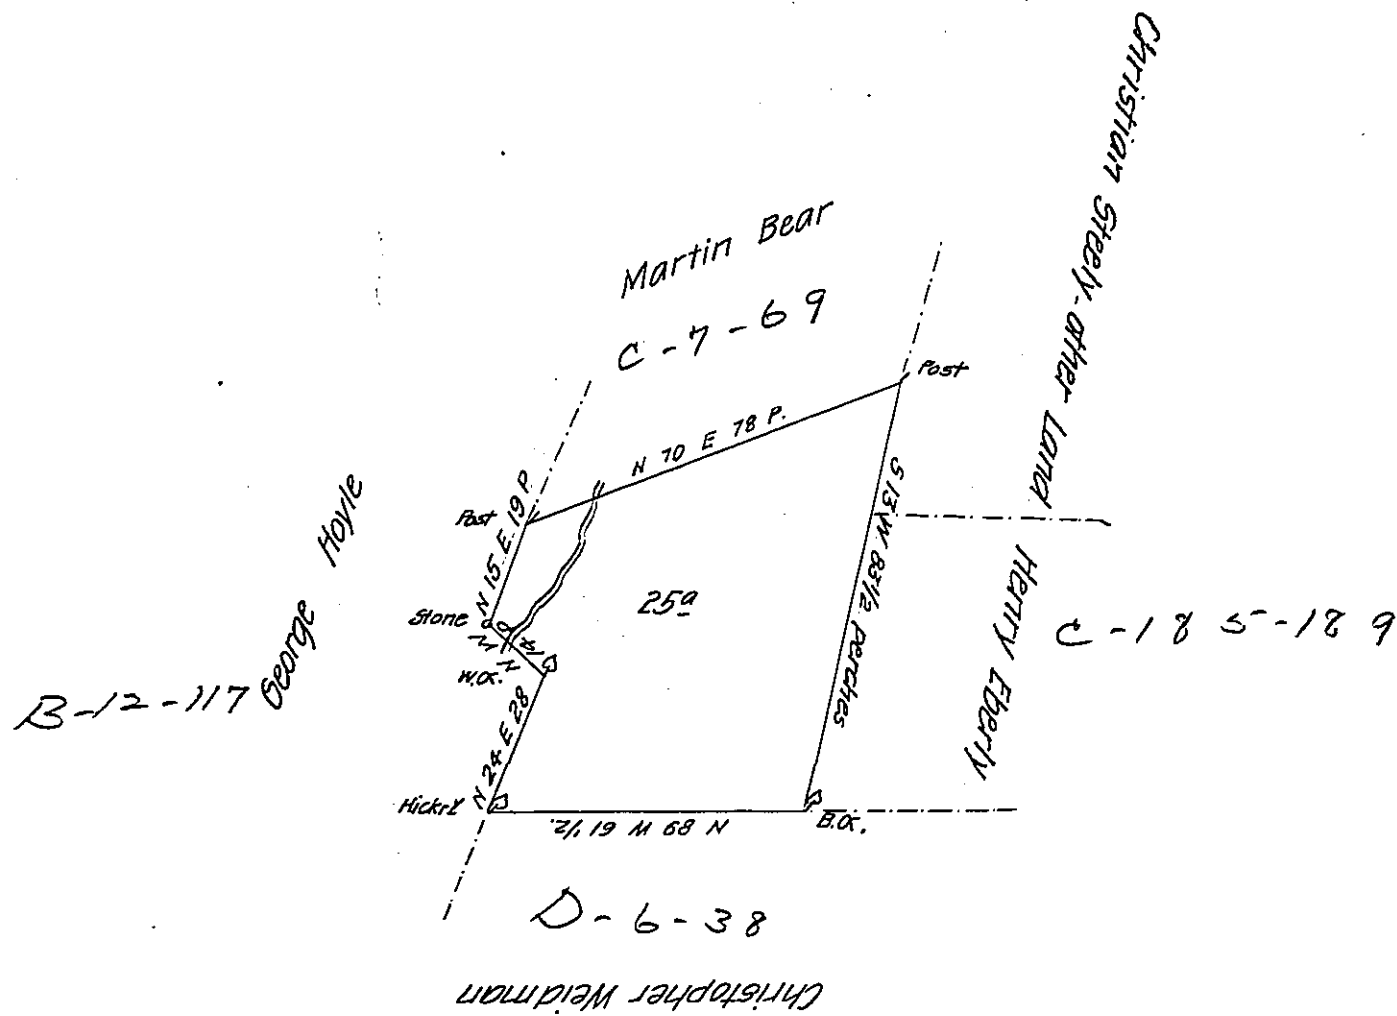 Christian Steely-other Land
Martin Bear
C-7-69
Post
N 70 E 78 P.
George Hoyle
N 15 E. 19 P.
Post
S 13 W 83 1/2 perches
25a
Stone
W.O.
Henry Eberly
C-185-189
B-12-117
N 24 E 28
Hickry
N 89 W 61 1/2.
B.O.
D-6-38
Christopher Weidman